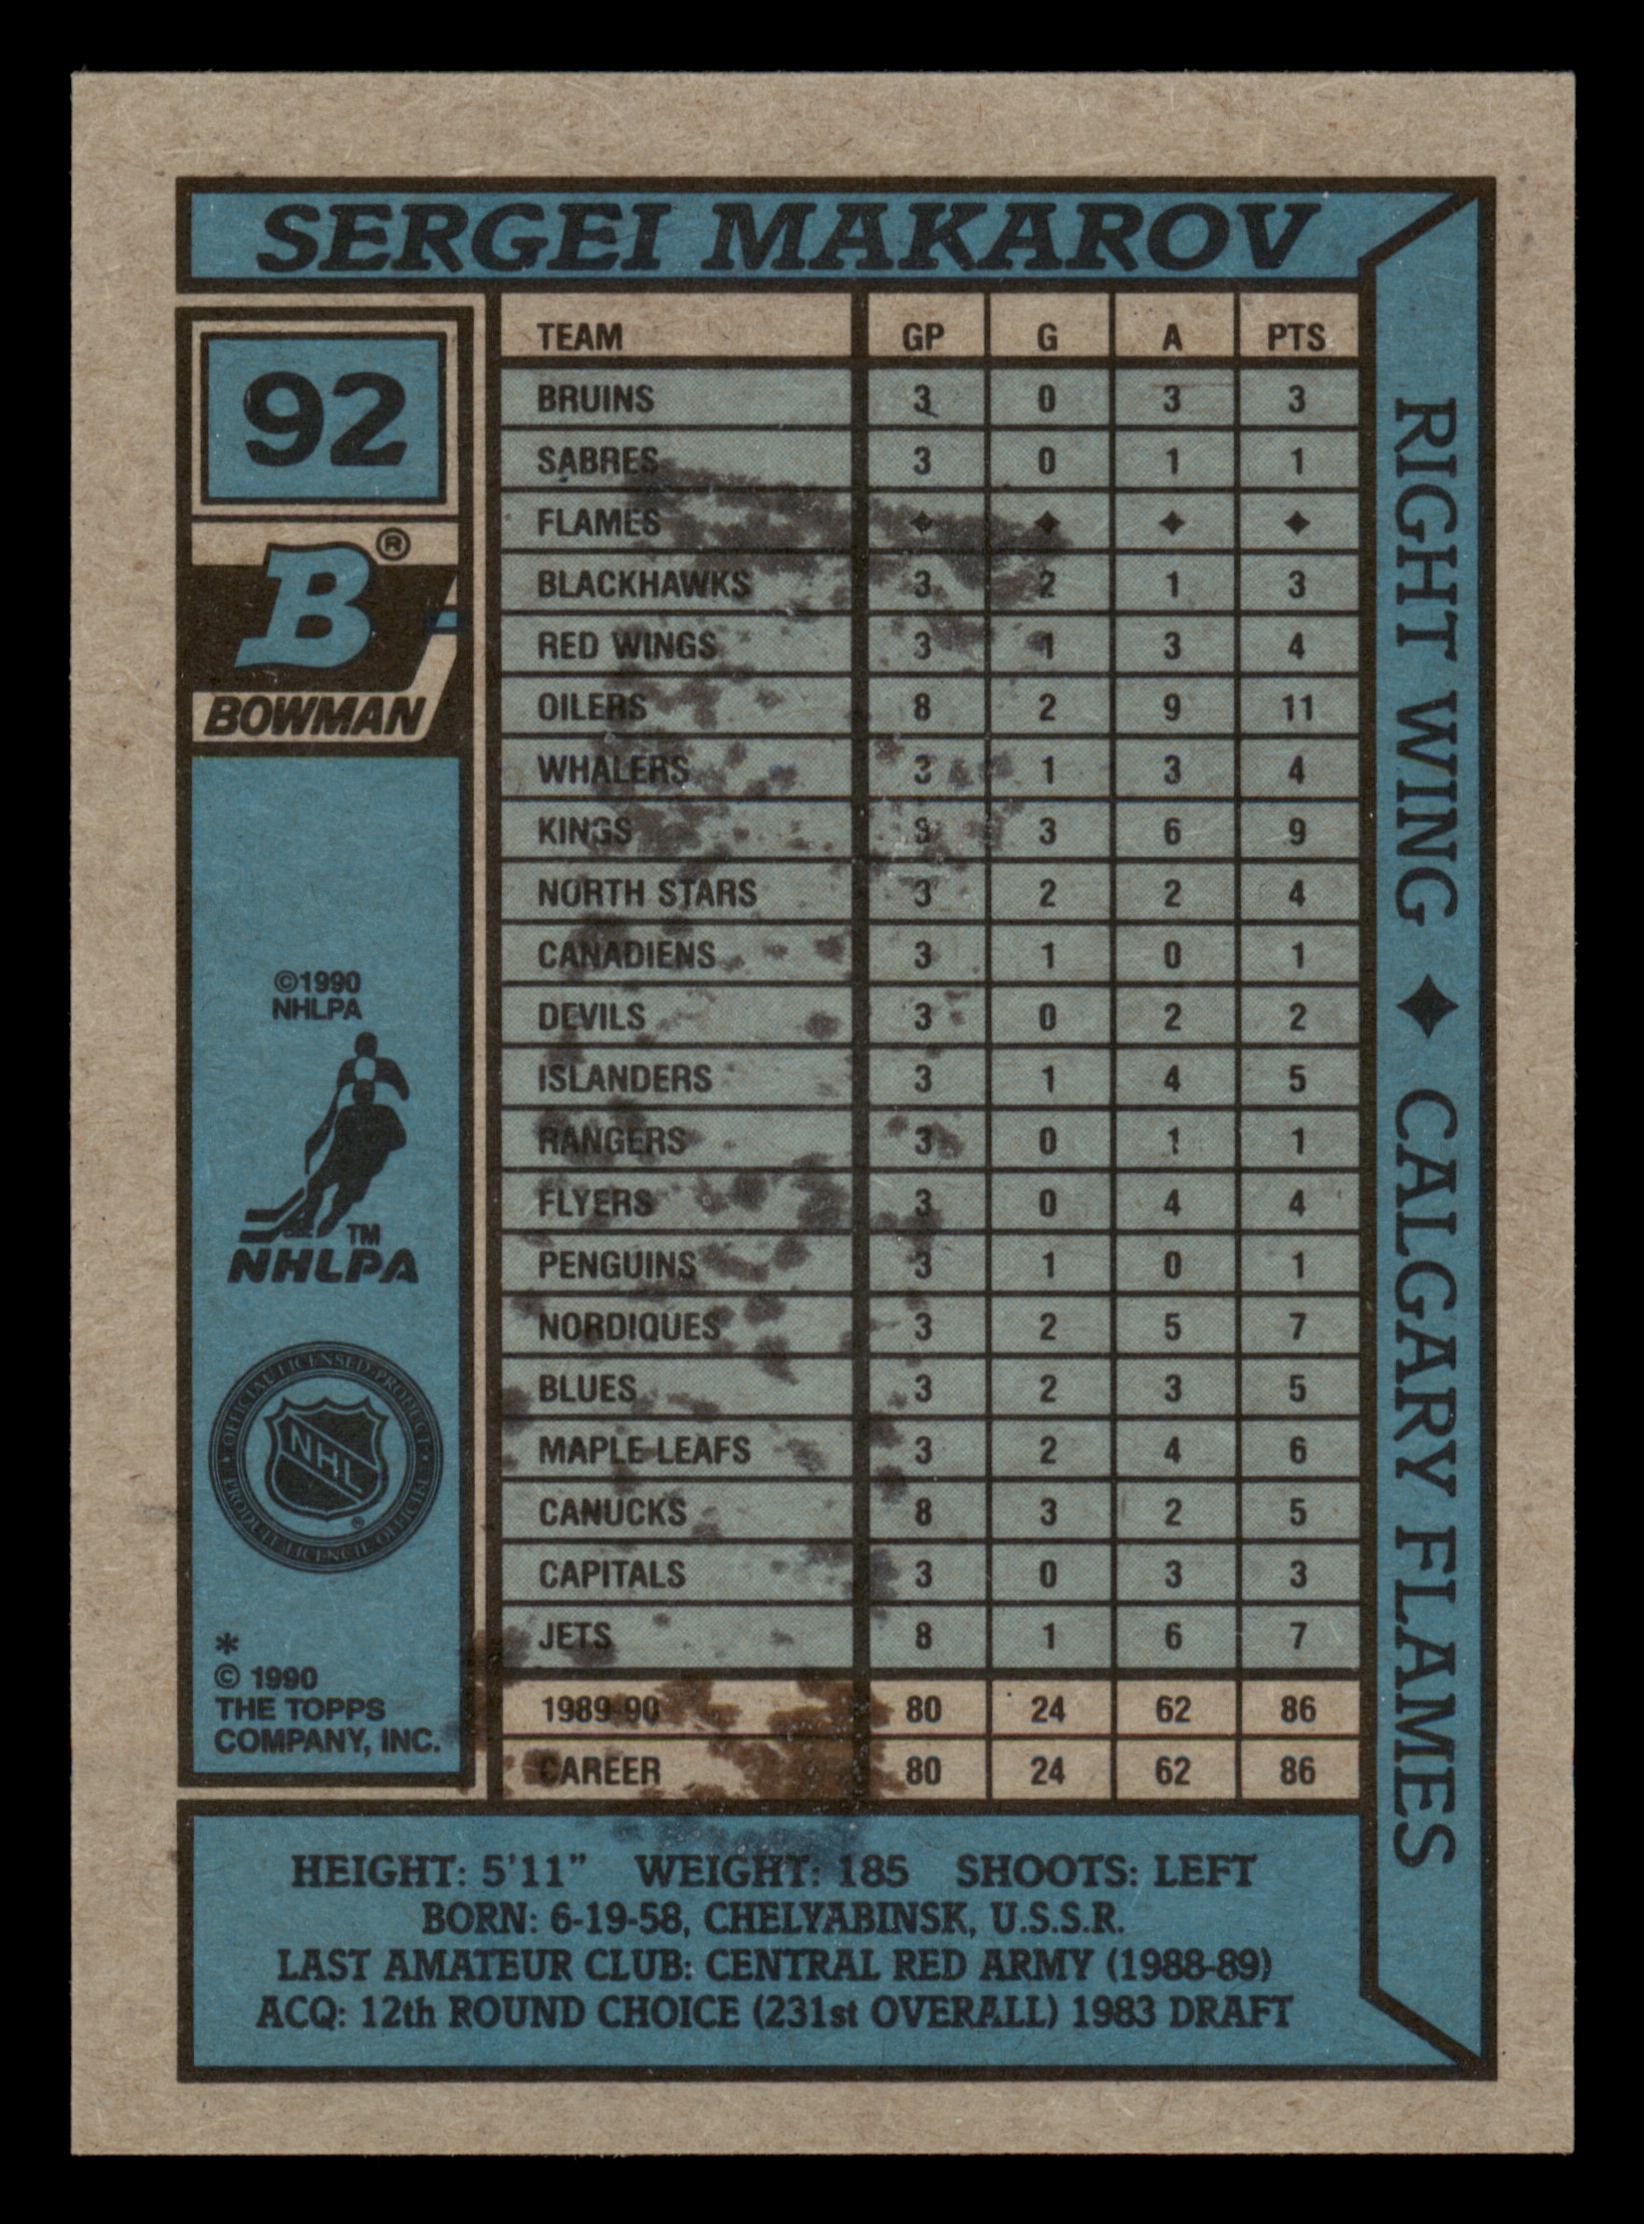 SERGEI MAKAROV
92
B®
BOWMAN
©1990
NHLPA
TM
NHLPA
OFFICIAL LICENSED PRODUCT
NHL
®
PRODUIT LICENCIE OFFICIEL
*
© 1990
THE TOPPS
COMPANY, INC.
TEAM GP G A PTS
BRUINS 3 0 3 3
SABRES 3 0 1 1
FLAMES ✦ ✦ ✦ ✦
BLACKHAWKS 3 2 1 3
RED WINGS 3 1 3 4
OILERS 8 2 9 11
WHALERS 3 1 3 4
KINGS 8 3 6 9
NORTH STARS 3 2 2 4
CANADIENS 3 1 0 1
DEVILS 3 0 2 2
ISLANDERS 3 1 4 5
RANGERS 3 0 1 1
FLYERS 3 0 4 4
PENGUINS 3 1 0 1
NORDIQUES 3 2 5 7
BLUES 3 2 3 5
MAPLE LEAFS 3 2 4 6
CANUCKS 8 3 2 5
CAPITALS 3 0 3 3
JETS 8 1 6 7
1989-90 80 24 62 86
CAREER 80 24 62 86
RIGHT WING ✦ CALGARY FLAMES
HEIGHT: 5'11" WEIGHT: 185 SHOOTS: LEFT
BORN: 6-19-58, CHELYABINSK, U.S.S.R.
LAST AMATEUR CLUB: CENTRAL RED ARMY (1988-89)
ACQ: 12th ROUND CHOICE (231st OVERALL) 1983 DRAFT